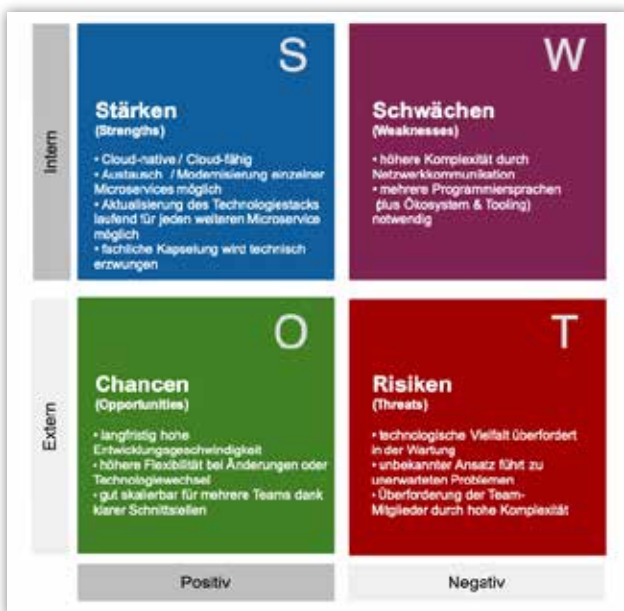 Intern
S
Stärken
(Strengths)
• Cloud-native / Cloud-fähig
• Austausch / Modernisierung einzelner
Microservices möglich
• Aktualisierung des Technologiestacks
laufend für jeden weiteren Microservice
möglich
• fachliche Kapselung wird technisch
erzwungen
W
Schwächen
(Weaknesses)
• höhere Komplexität durch
Netzwerkkommunikation
• mehrere Programmiersprachen
(plus Ökosystem & Tooling)
notwendig
Extern
O
Chancen
(Opportunities)
• langfristig hohe
Entwicklungsgeschwindigkeit
• höhere Flexibilität bei Änderungen oder
Technologiewechsel
• gut skalierbar für mehrere Teams dank
klarer Schnittstellen
T
Risiken
(Threats)
• technologische Vielfalt überfordert
in der Wartung
• unbekannter Ansatz führt zu
unerwarteten Problemen
• Überforderung der Team-
Mitglieder durch hohe Komplexität
Positiv
Negativ